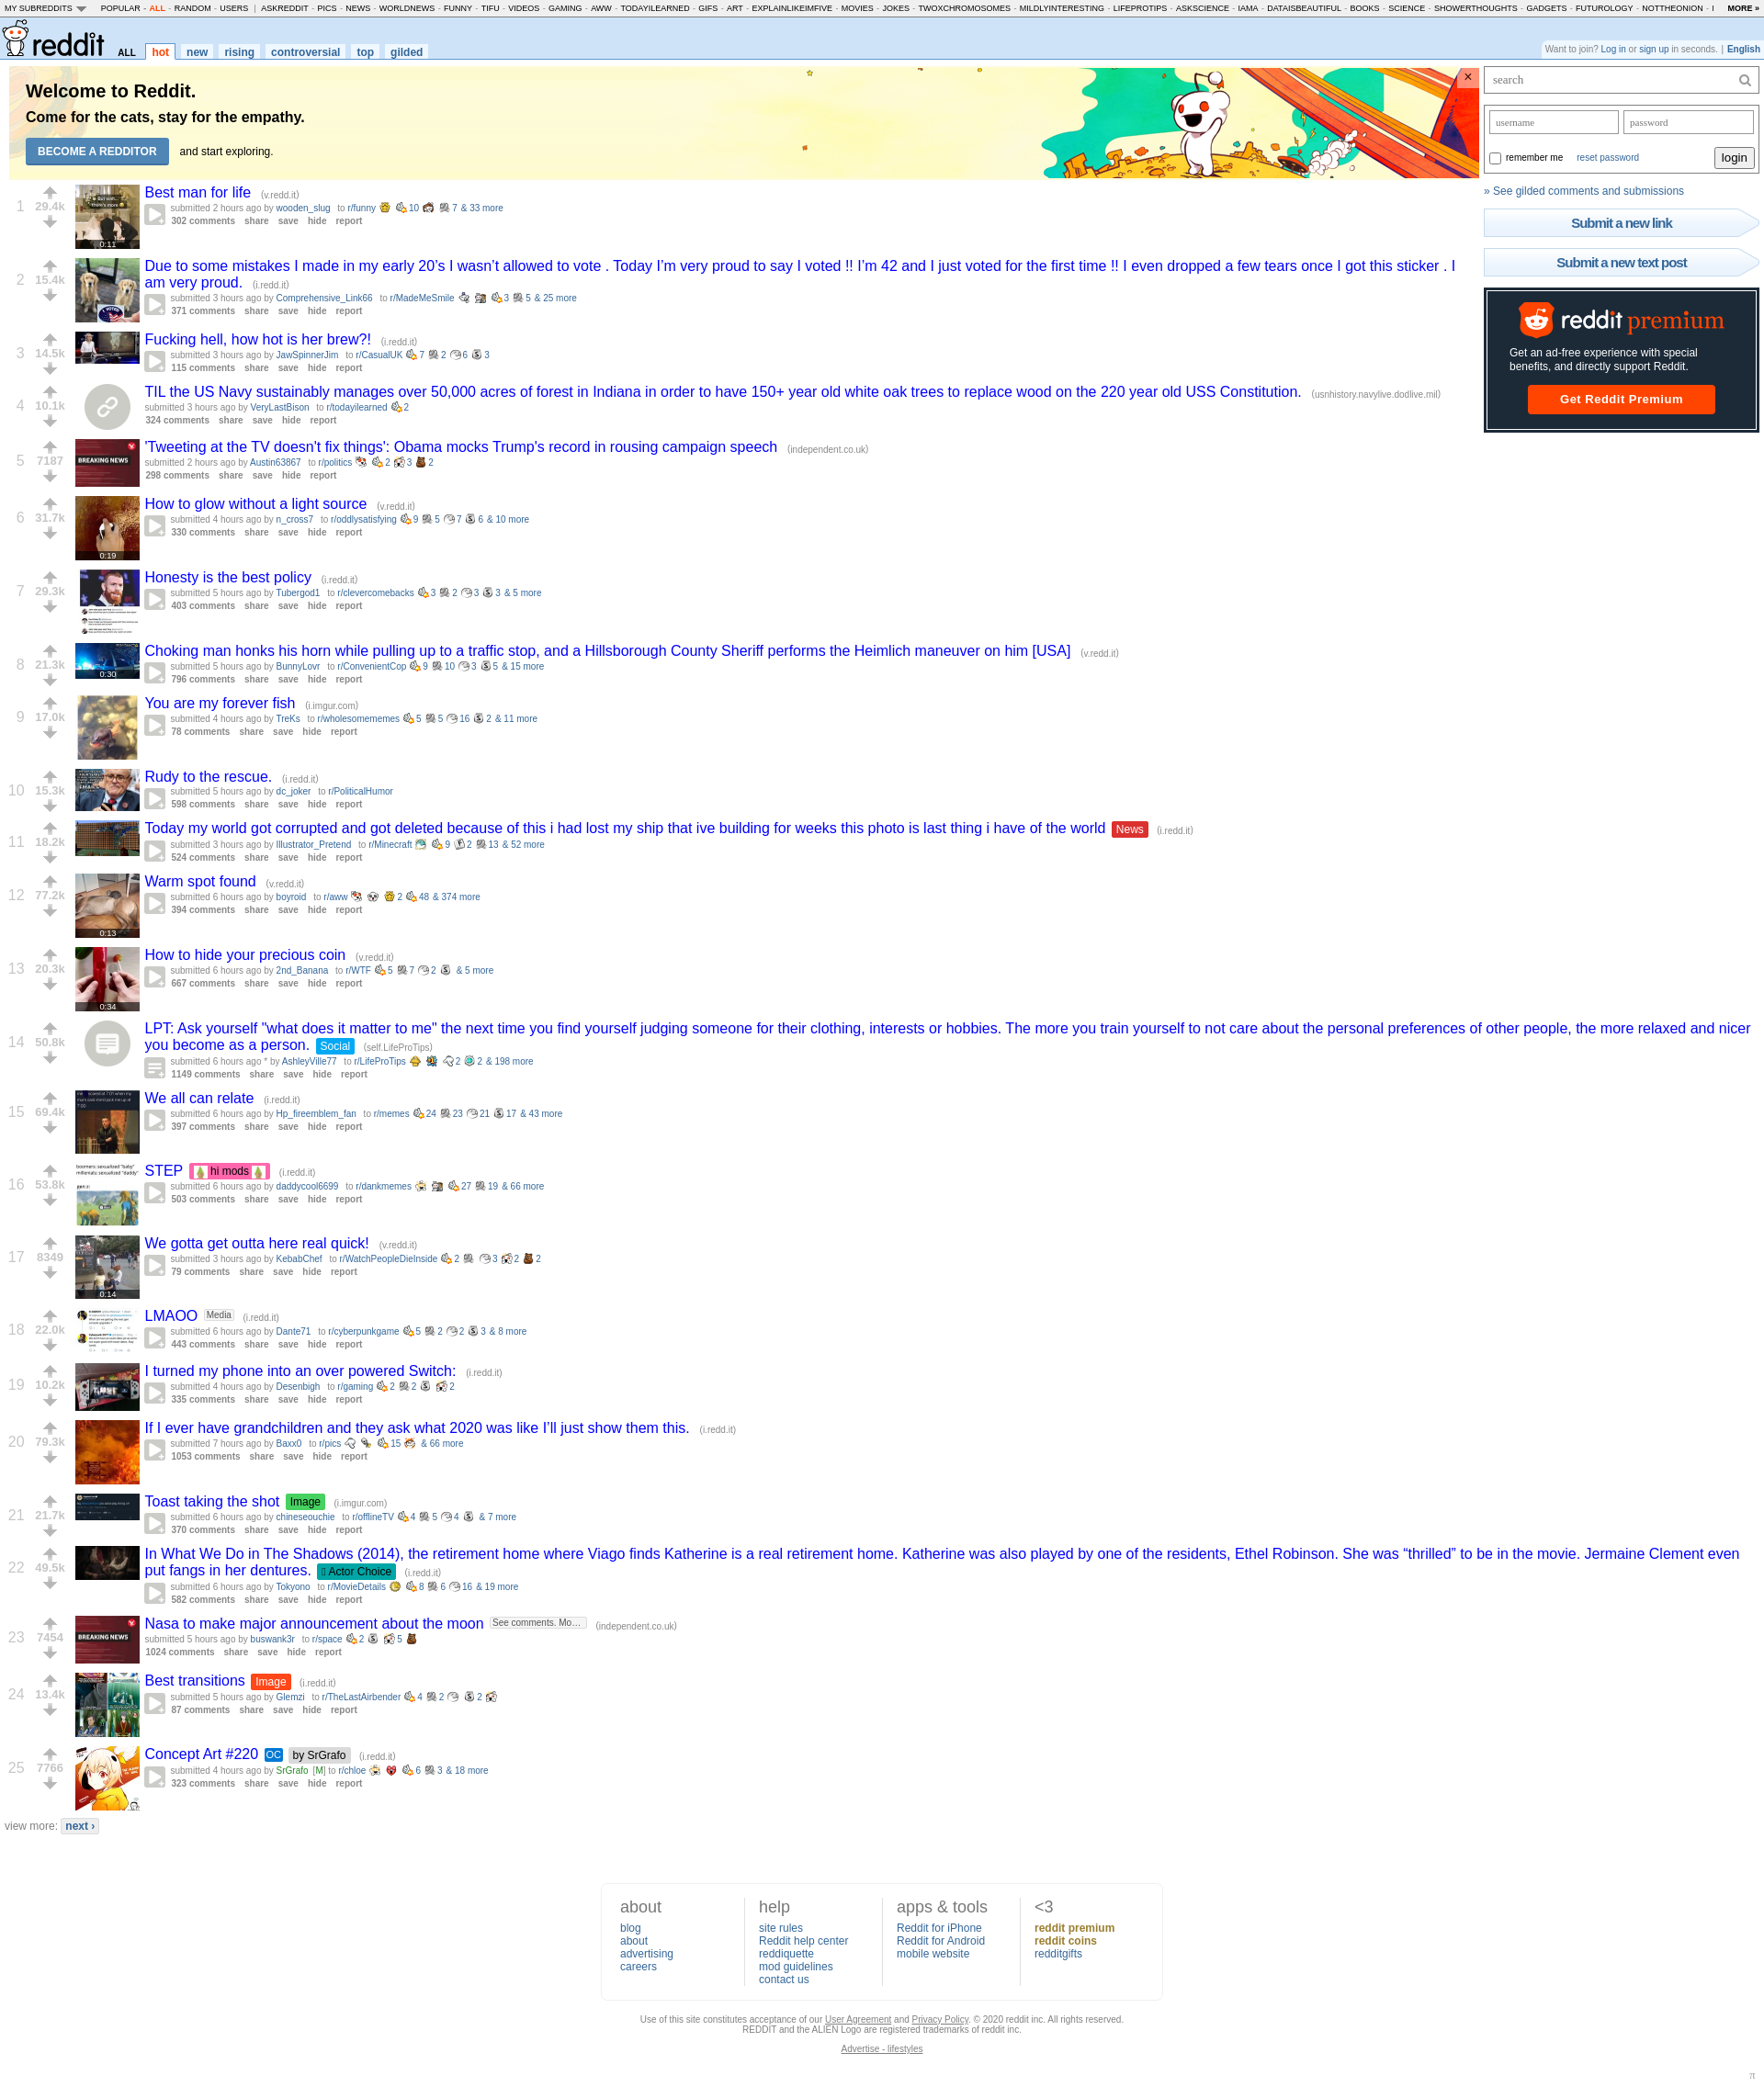 MY SUBREDDITS POPULAR - ALL - RANDOM - USERS | ASKREDDIT - PICS - NEWS - WORLDNEWS - FUNNY - TIFU - VIDEOS - GAMING - AWW - TODAYILEARNED - GIFS - ART - EXPLAINLIKEIMFIVE - MOVIES - JOKES - TWOXCHROMOSOMES - MILDLYINTERESTING - LIFEPROTIPS - ASKSCIENCE - IAMA - DATAISBEAUTIFUL - BOOKS - SCIENCE - SHOWERTHOUGHTS - GADGETS - FUTUROLOGY - NOTTHEONION - MORE »
reddit ALL hot new rising controversial top gilded
Want to join? Log in or sign up in seconds. | English
Welcome to Reddit.
Come for the cats, stay for the empathy.
BECOME A REDDITOR and start exploring.
search
username password
remember me reset password login
» See gilded comments and submissions
Submit a new link
Submit a new text post
reddit premium
Get an ad-free experience with special
benefits, and directly support Reddit.
Get Reddit Premium
1 29.4k Best man for life (v.redd.it)
submitted 2 hours ago by wooden_slug to r/funny 10 7 & 33 more
302 comments share save hide report
0:11
2 15.4k Due to some mistakes I made in my early 20's I wasn't allowed to vote . Today I'm very proud to say I voted !! I'm 42 and I just voted for the first time !! I even dropped a few tears once I got this sticker . I
am very proud. (i.redd.it)
submitted 3 hours ago by Comprehensive_Link66 to r/MadeMeSmile 3 5 & 25 more
371 comments share save hide report
3 14.5k Fucking hell, how hot is her brew?! (i.redd.it)
submitted 3 hours ago by JawSpinnerJim to r/CasualUK 7 2 6 3
115 comments share save hide report
4 10.1k TIL the US Navy sustainably manages over 50,000 acres of forest in Indiana in order to have 150+ year old white oak trees to replace wood on the 220 year old USS Constitution. (usnhistory.navylive.dodlive.mil)
submitted 3 hours ago by VeryLastBison to r/todayilearned 2
324 comments share save hide report
5 7187 'Tweeting at the TV doesn't fix things': Obama mocks Trump's record in rousing campaign speech (independent.co.uk)
BREAKING NEWS
submitted 2 hours ago by Austin63867 to r/politics 2 3 2
298 comments share save hide report
6 31.7k How to glow without a light source (v.redd.it)
submitted 4 hours ago by n_cross7 to r/oddlysatisfying 9 5 7 6 & 10 more
330 comments share save hide report
0:19
7 29.3k Honesty is the best policy (i.redd.it)
submitted 5 hours ago by Tubergod1 to r/clevercomebacks 3 2 3 3 & 5 more
403 comments share save hide report
8 21.3k Choking man honks his horn while pulling up to a traffic stop, and a Hillsborough County Sheriff performs the Heimlich maneuver on him [USA] (v.redd.it)
submitted 5 hours ago by BunnyLovr to r/ConvenientCop 9 10 3 5 & 15 more
0:30
796 comments share save hide report
9 17.0k You are my forever fish (i.imgur.com)
submitted 4 hours ago by TreKs to r/wholesomememes 5 5 16 2 & 11 more
78 comments share save hide report
10 15.3k Rudy to the rescue. (i.redd.it)
submitted 5 hours ago by dc_joker to r/PoliticalHumor
598 comments share save hide report
11 18.2k Today my world got corrupted and got deleted because of this i had lost my ship that ive building for weeks this photo is last thing i have of the world News (i.redd.it)
submitted 3 hours ago by Illustrator_Pretend to r/Minecraft 9 2 13 & 52 more
524 comments share save hide report
12 77.2k Warm spot found (v.redd.it)
submitted 6 hours ago by boyroid to r/aww 2 48 & 374 more
394 comments share save hide report
0:13
13 20.3k How to hide your precious coin (v.redd.it)
submitted 6 hours ago by 2nd_Banana to r/WTF 5 7 2 & 5 more
667 comments share save hide report
0:34
14 50.8k LPT: Ask yourself "what does it matter to me" the next time you find yourself judging someone for their clothing, interests or hobbies. The more you train yourself to not care about the personal preferences of other people, the more relaxed and nicer
you become as a person. Social (self.LifeProTips)
submitted 6 hours ago * by AshleyVille77 to r/LifeProTips 2 2 & 198 more
1149 comments share save hide report
15 69.4k We all can relate (i.redd.it)
submitted 6 hours ago by Hp_fireemblem_fan to r/memes 24 23 21 17 & 43 more
397 comments share save hide report
16 53.8k STEP hi mods (i.redd.it)
submitted 6 hours ago by daddycool6699 to r/dankmemes 27 19 & 66 more
503 comments share save hide report
17 8349 We gotta get outta here real quick! (v.redd.it)
submitted 3 hours ago by KebabChef to r/WatchPeopleDieInside 2 3 2 2
79 comments share save hide report
0:14
18 22.0k LMAOO Media (i.redd.it)
submitted 6 hours ago by Dante71 to r/cyberpunkgame 5 2 2 3 & 8 more
443 comments share save hide report
19 10.2k I turned my phone into an over powered Switch: (i.redd.it)
submitted 4 hours ago by Desenbigh to r/gaming 2 2 2
335 comments share save hide report
20 79.3k If I ever have grandchildren and they ask what 2020 was like I'll just show them this. (i.redd.it)
submitted 7 hours ago by Baxx0 to r/pics 15 & 66 more
1053 comments share save hide report
21 21.7k Toast taking the shot Image (i.imgur.com)
submitted 6 hours ago by chineseouchie to r/offlineTV 4 5 4 & 7 more
370 comments share save hide report
22 49.5k In What We Do in The Shadows (2014), the retirement home where Viago finds Katherine is a real retirement home. Katherine was also played by one of the residents, Ethel Robinson. She was “thrilled” to be in the movie. Jermaine Clement even
put fangs in her dentures. Actor Choice (i.redd.it)
submitted 6 hours ago by Tokyono to r/MovieDetails 8 6 16 & 19 more
582 comments share save hide report
23 7454 Nasa to make major announcement about the moon See comments. Mo… (independent.co.uk)
BREAKING NEWS
submitted 5 hours ago by buswank3r to r/space 2 5
1024 comments share save hide report
24 13.4k Best transitions Image (i.redd.it)
submitted 5 hours ago by Glemzi to r/TheLastAirbender 4 2 2
87 comments share save hide report
25 7766 Concept Art #220 OC by SrGrafo (i.redd.it)
submitted 4 hours ago by SrGrafo [M] to r/chloe 6 3 & 18 more
323 comments share save hide report
view more: next ›
about help apps & tools <3
blog site rules Reddit for iPhone reddit premium
about Reddit help center Reddit for Android reddit coins
advertising reddiquette mobile website redditgifts
careers mod guidelines
contact us
Use of this site constitutes acceptance of our User Agreement and Privacy Policy. © 2020 reddit inc. All rights reserved.
REDDIT and the ALIEN Logo are registered trademarks of reddit inc.
Advertise - lifestyles
π